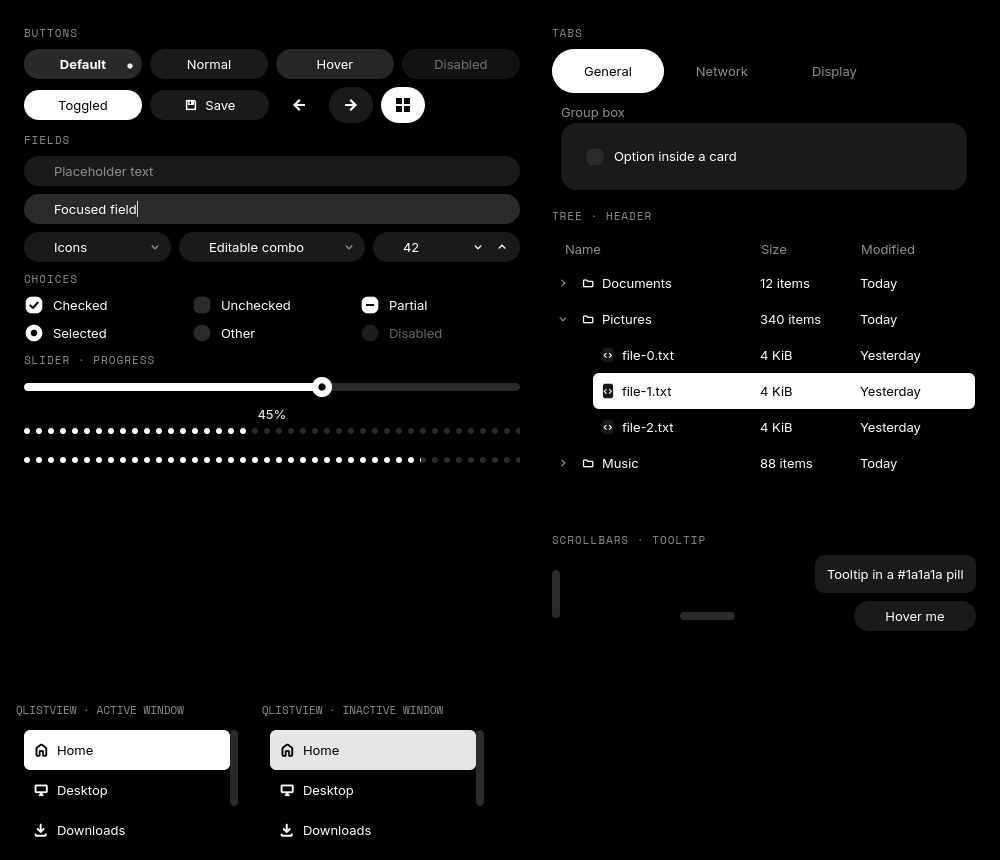 BUTTONS
Default
Normal
Hover
Disabled
Toggled
Save
FIELDS
Placeholder text
Focused field
Icons
Editable combo
42
CHOICES
Checked
Unchecked
Partial
Selected
Other
Disabled
SLIDER · PROGRESS
45%
TABS
General
Network
Display
Group box
Option inside a card
TREE · HEADER
Name Size Modified
Documents 12 items Today
Pictures 340 items Today
file-0.txt 4 KiB Yesterday
file-1.txt 4 KiB Yesterday
file-2.txt 4 KiB Yesterday
Music 88 items Today
SCROLLBARS · TOOLTIP
Tooltip in a #1a1a1a pill
Hover me
QLISTVIEW · ACTIVE WINDOW
Home
Desktop
Downloads
QLISTVIEW · INACTIVE WINDOW
Home
Desktop
Downloads